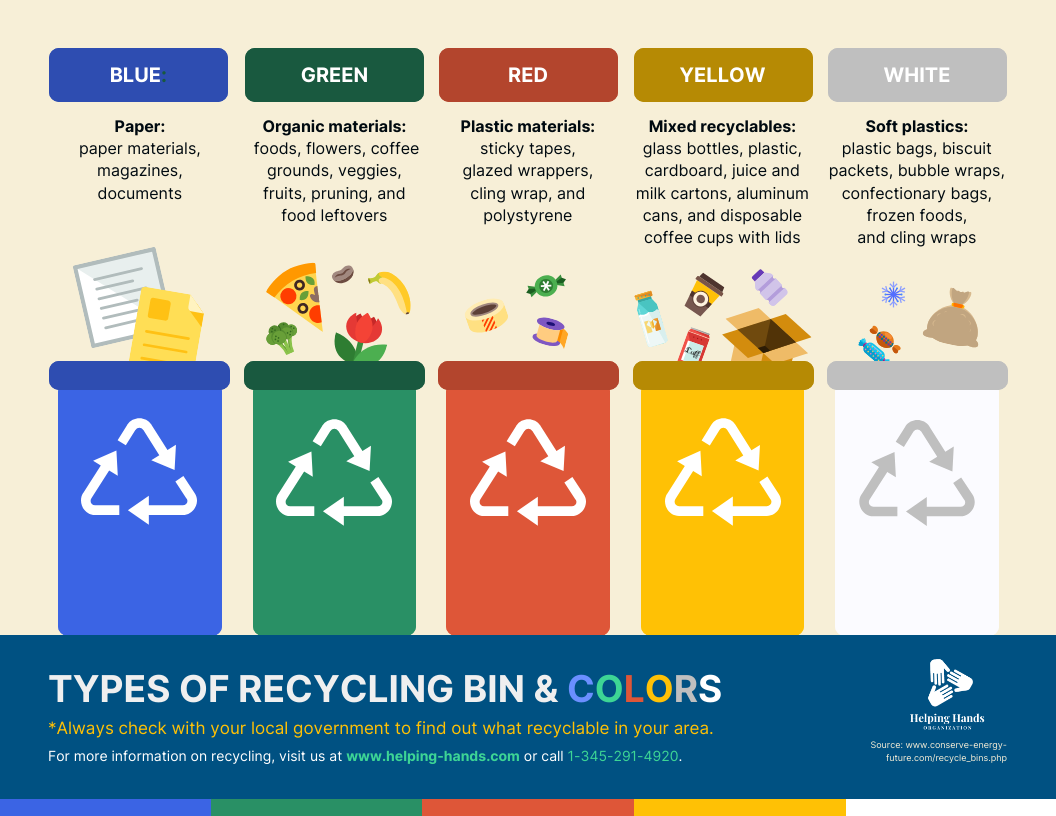 BLUE
Paper:
paper materials,
magazines,
documents
GREEN
Organic materials:
foods, flowers, coffee
grounds, veggies,
fruits, pruning, and
food leftovers
RED
Plastic materials:
sticky tapes,
glazed wrappers,
cling wrap, and
polystyrene
YELLOW
Mixed recyclables:
glass bottles, plastic,
cardboard, juice and
milk cartons, aluminum
cans, and disposable
coffee cups with lids
WHITE
Soft plastics:
plastic bags, biscuit
packets, bubble wraps,
confectionary bags,
frozen foods,
and cling wraps
TYPES OF RECYCLING BIN & COLORS
*Always check with your local government to find out what recyclable in your area.
For more information on recycling, visit us at www.helping-hands.com or call 1-345-291-4920.
Helping Hands
ORGANIZATION
Source: www.conserve-energy-
future.com/recycle_bins.php